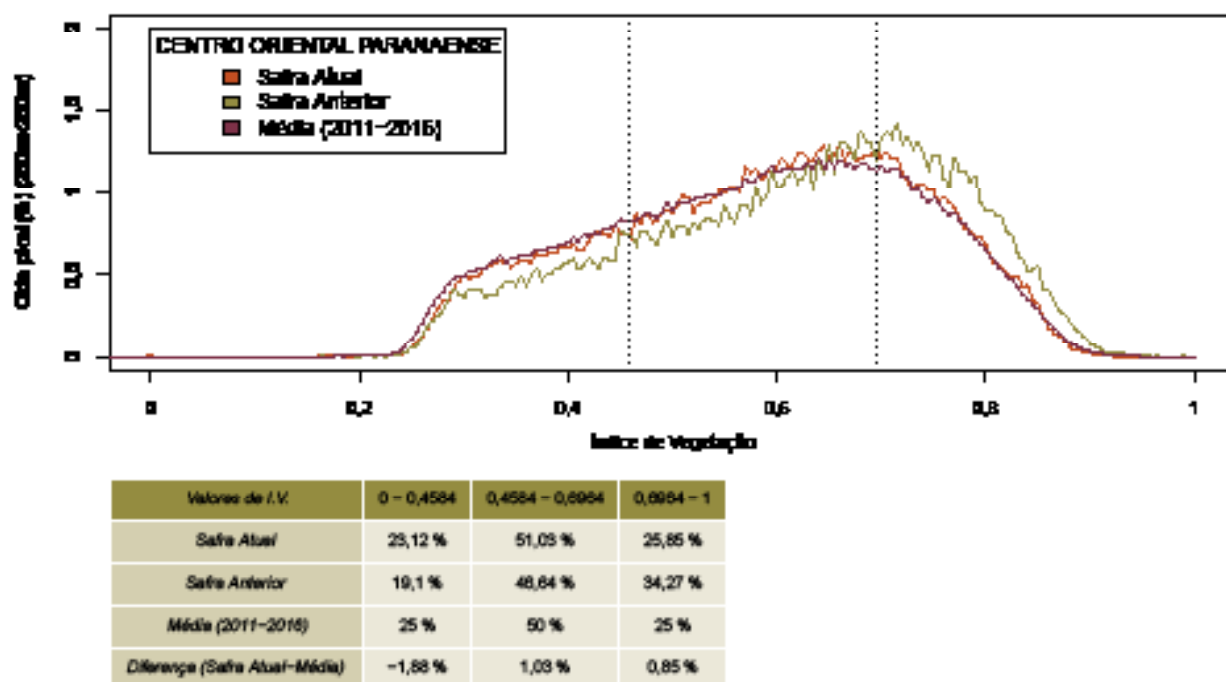 CENTRO ORIENTAL PARANAENSE
Safra Atual
Safra Anterior
Média (2011-2016)
2
1,5
1
0,5
0
0 0,2 0,4 0,6 0,8 1
Índice de Vegetação
Valores de I.V. 0 - 0,4584 0,4584 - 0,6964 0,6964 - 1
Safra Atual 23,12 % 51,03 % 25,85 %
Safra Anterior 19,1 % 46,64 % 34,27 %
Média (2011-2016) 25 % 50 % 25 %
Diferença (Safra Atual-Média) -1,88 % 1,03 % 0,85 %